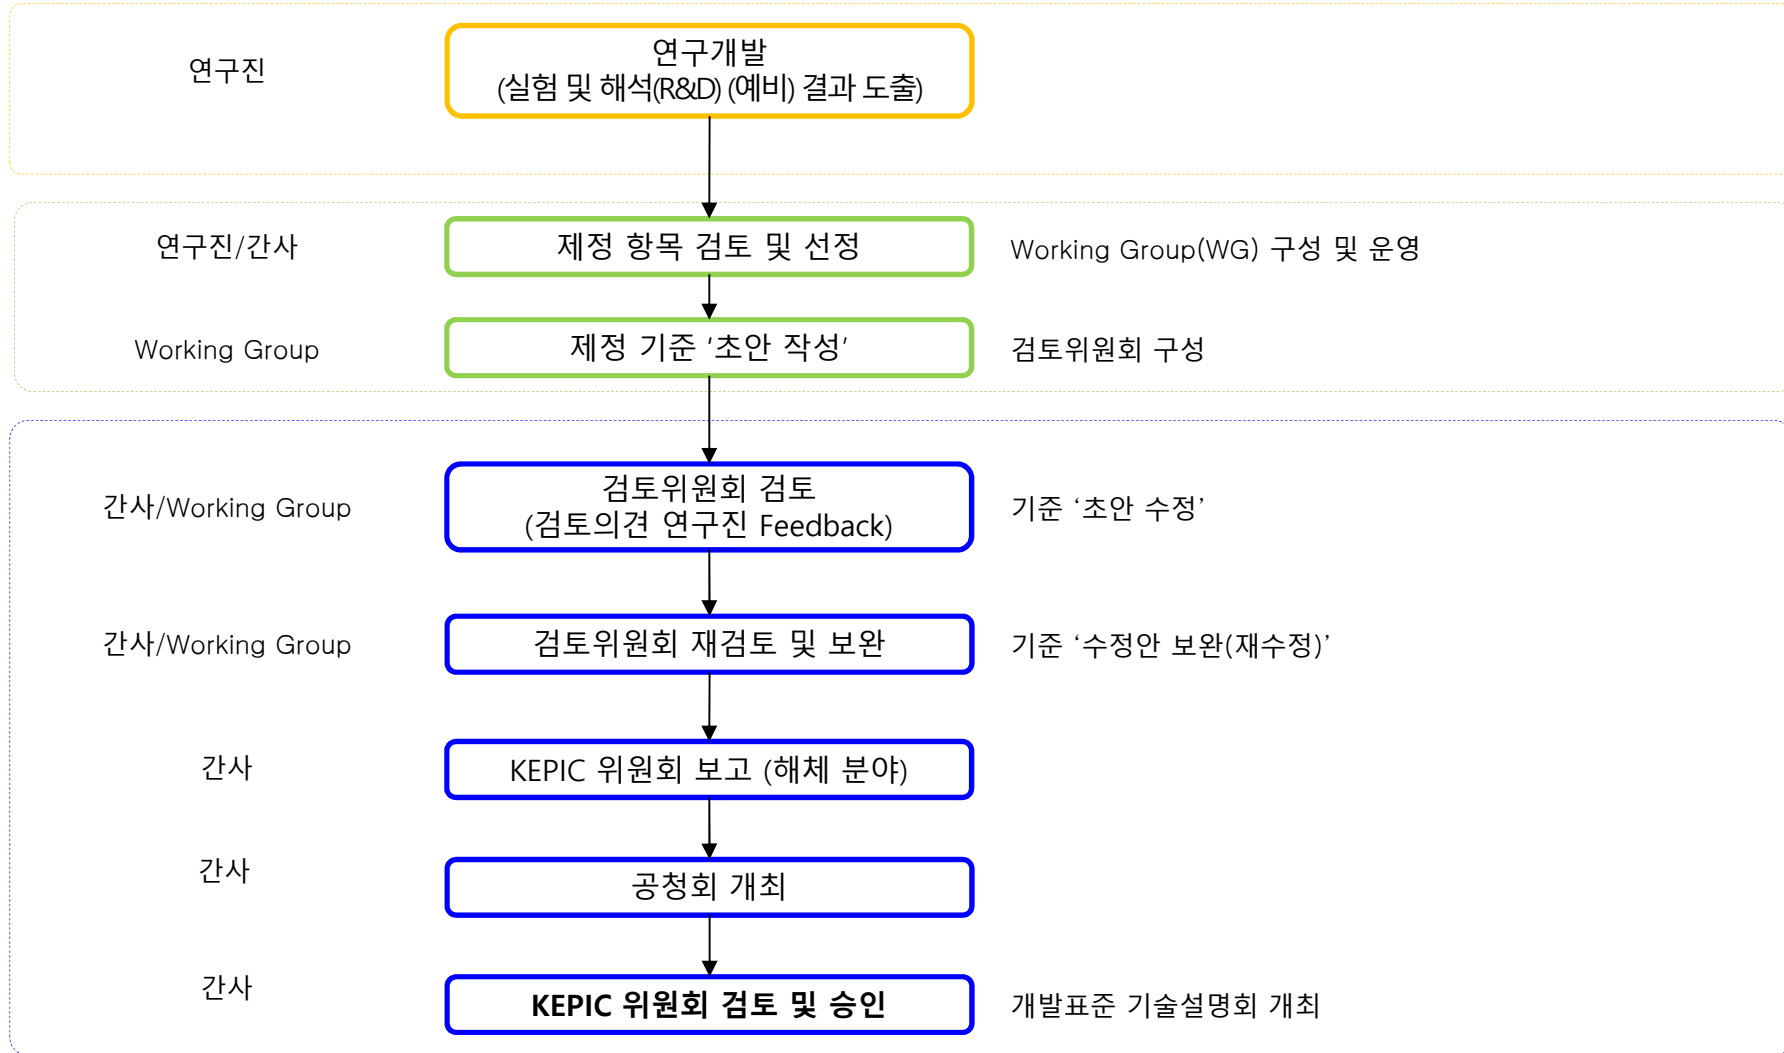 연구진
연구개발
(실험 및 해석(R&D) (예비) 결과 도출)
연구진/간사
제정 항목 검토 및 선정
Working Group(WG) 구성 및 운영
Working Group
제정 기준 ‘초안 작성’
검토위원회 구성
간사/Working Group
검토위원회 검토
(검토의견 연구진 Feedback)
기준 ‘초안 수정’
간사/Working Group
검토위원회 재검토 및 보완
기준 ‘수정안 보완(재수정)’
간사
KEPIC 위원회 보고 (해체 분야)
간사
공청회 개최
간사
KEPIC 위원회 검토 및 승인
개발표준 기술설명회 개최